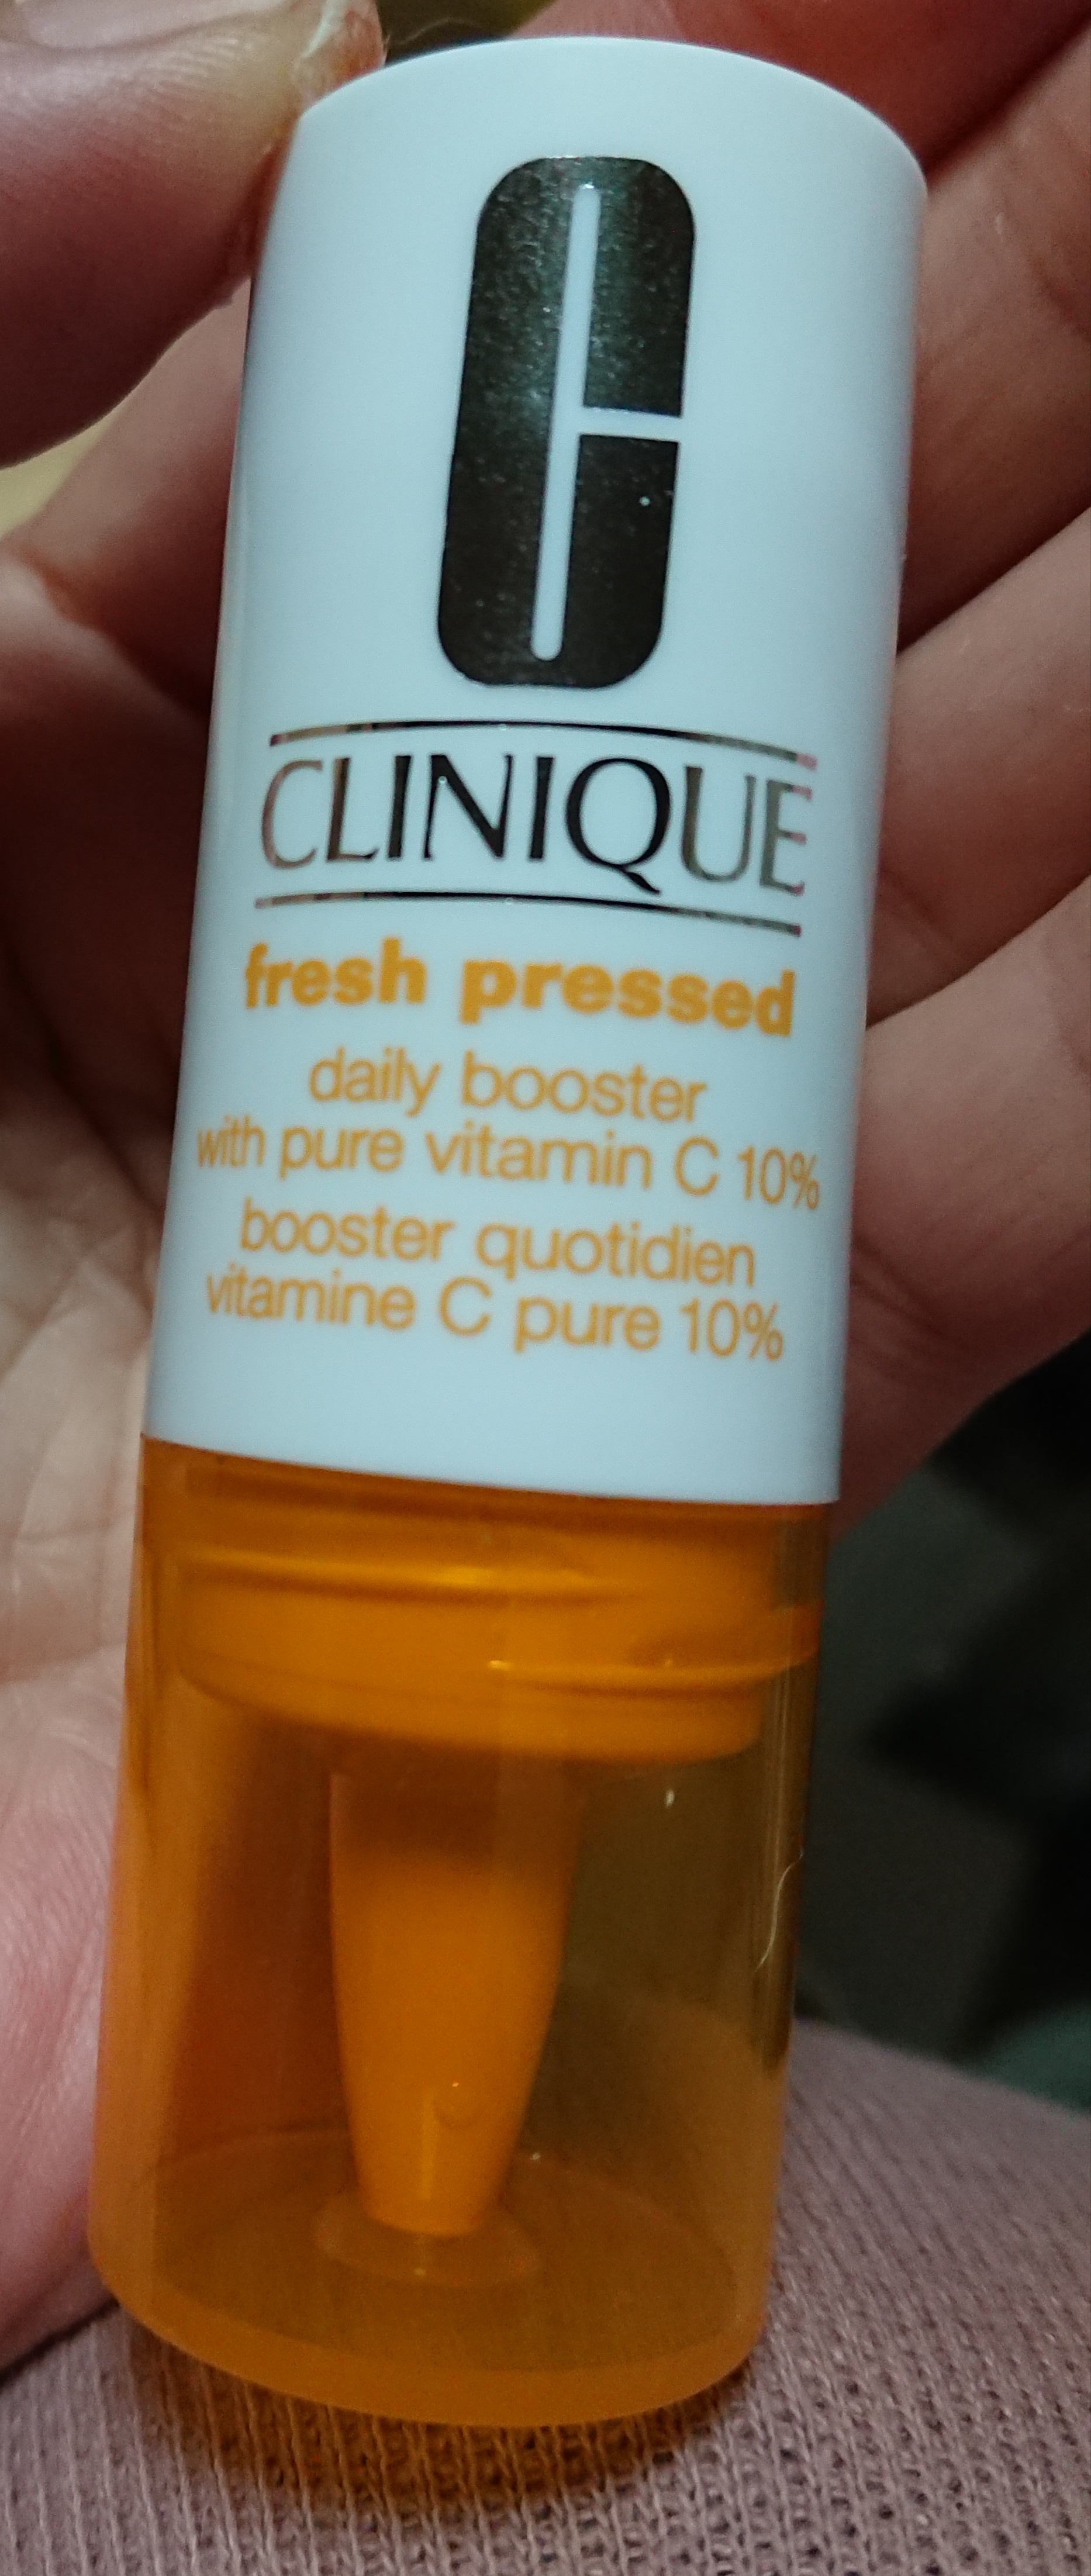 C
CLINIQUE
fresh pressed
daily booster
with pure vitamin C 10%
booster quotidien
vitamine C pure 10%